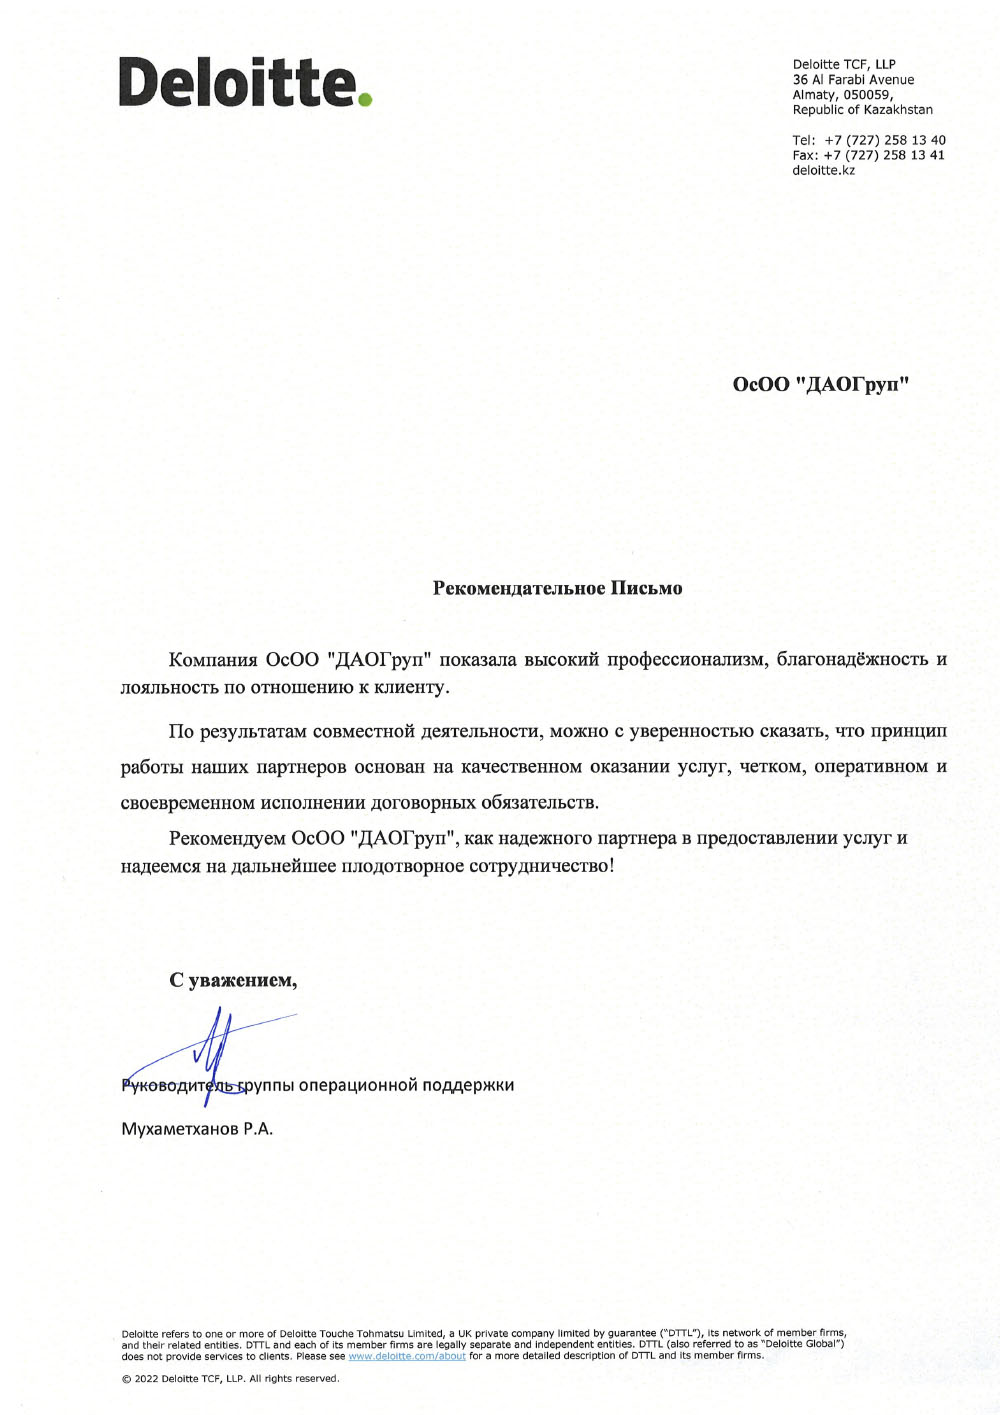 Deloitte.
Deloitte TCF, LLP
36 Al Farabi Avenue
Almaty, 050059,
Republic of Kazakhstan
Tel: +7 (727) 258 13 40
Fax: +7 (727) 258 13 41
deloitte.kz
ОсОО "ДАОГруп"
Рекомендательное Письмо
Компания ОсОО "ДАОГруп" показала высокий профессионализм, благонадёжность и
лояльность по отношению к клиенту.
По результатам совместной деятельности, можно с уверенностью сказать, что принцип
работы наших партнеров основан на качественном оказании услуг, четком, оперативном и
своевременном исполнении договорных обязательств.
Рекомендуем ОсОО "ДАОГруп", как надежного партнера в предоставлении услуг и
надеемся на дальнейшее плодотворное сотрудничество!
С уважением,
Руководитель группы операционной поддержки
Мухаметханов Р.А.
Deloitte refers to one or more of Deloitte Touche Tohmatsu Limited, a UK private company limited by guarantee (“DTTL”), its network of member firms,
and their related entities. DTTL and each of its member firms are legally separate and independent entities. DTTL (also referred to as “Deloitte Global”)
does not provide services to clients. Please see www.deloitte.com/about for a more detailed description of DTTL and its member firms.
© 2022 Deloitte TCF, LLP. All rights reserved.